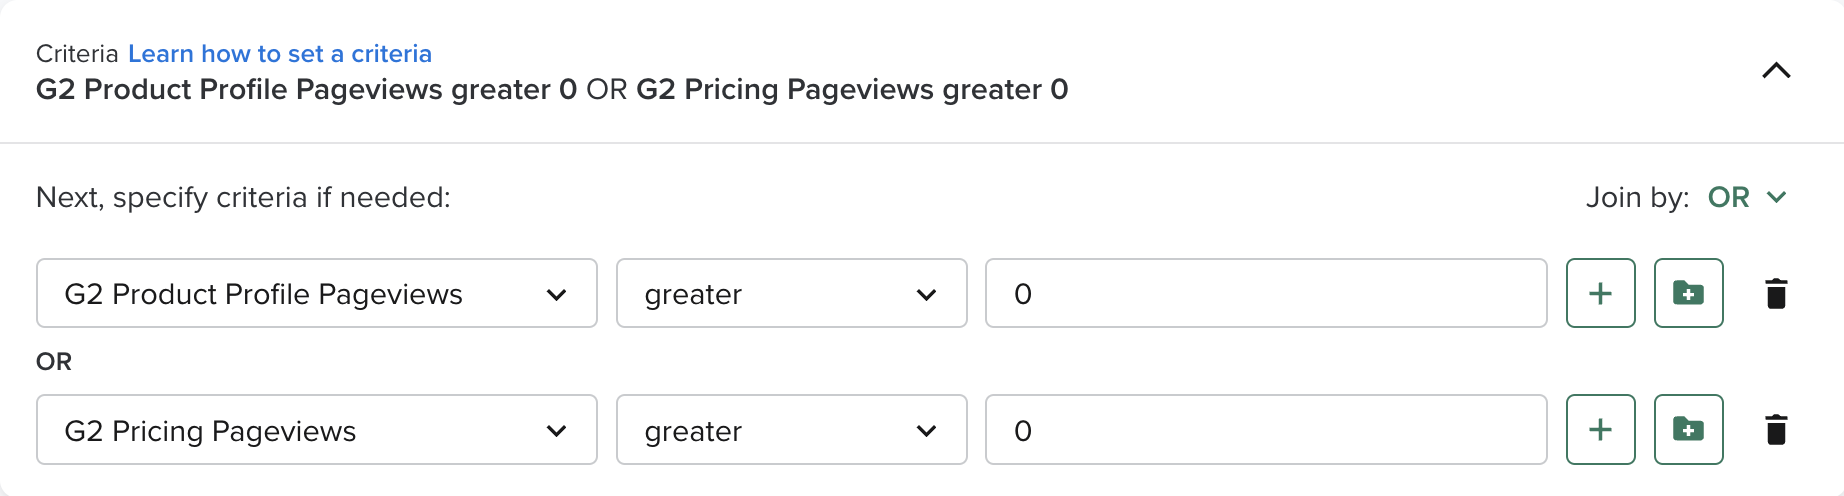 Criteria Learn how to set a criteria
G2 Product Profile Pageviews greater 0 OR G2 Pricing Pageviews greater 0
Next, specify criteria if needed:
Join by: OR
G2 Product Profile Pageviews greater 0
OR
G2 Pricing Pageviews greater 0